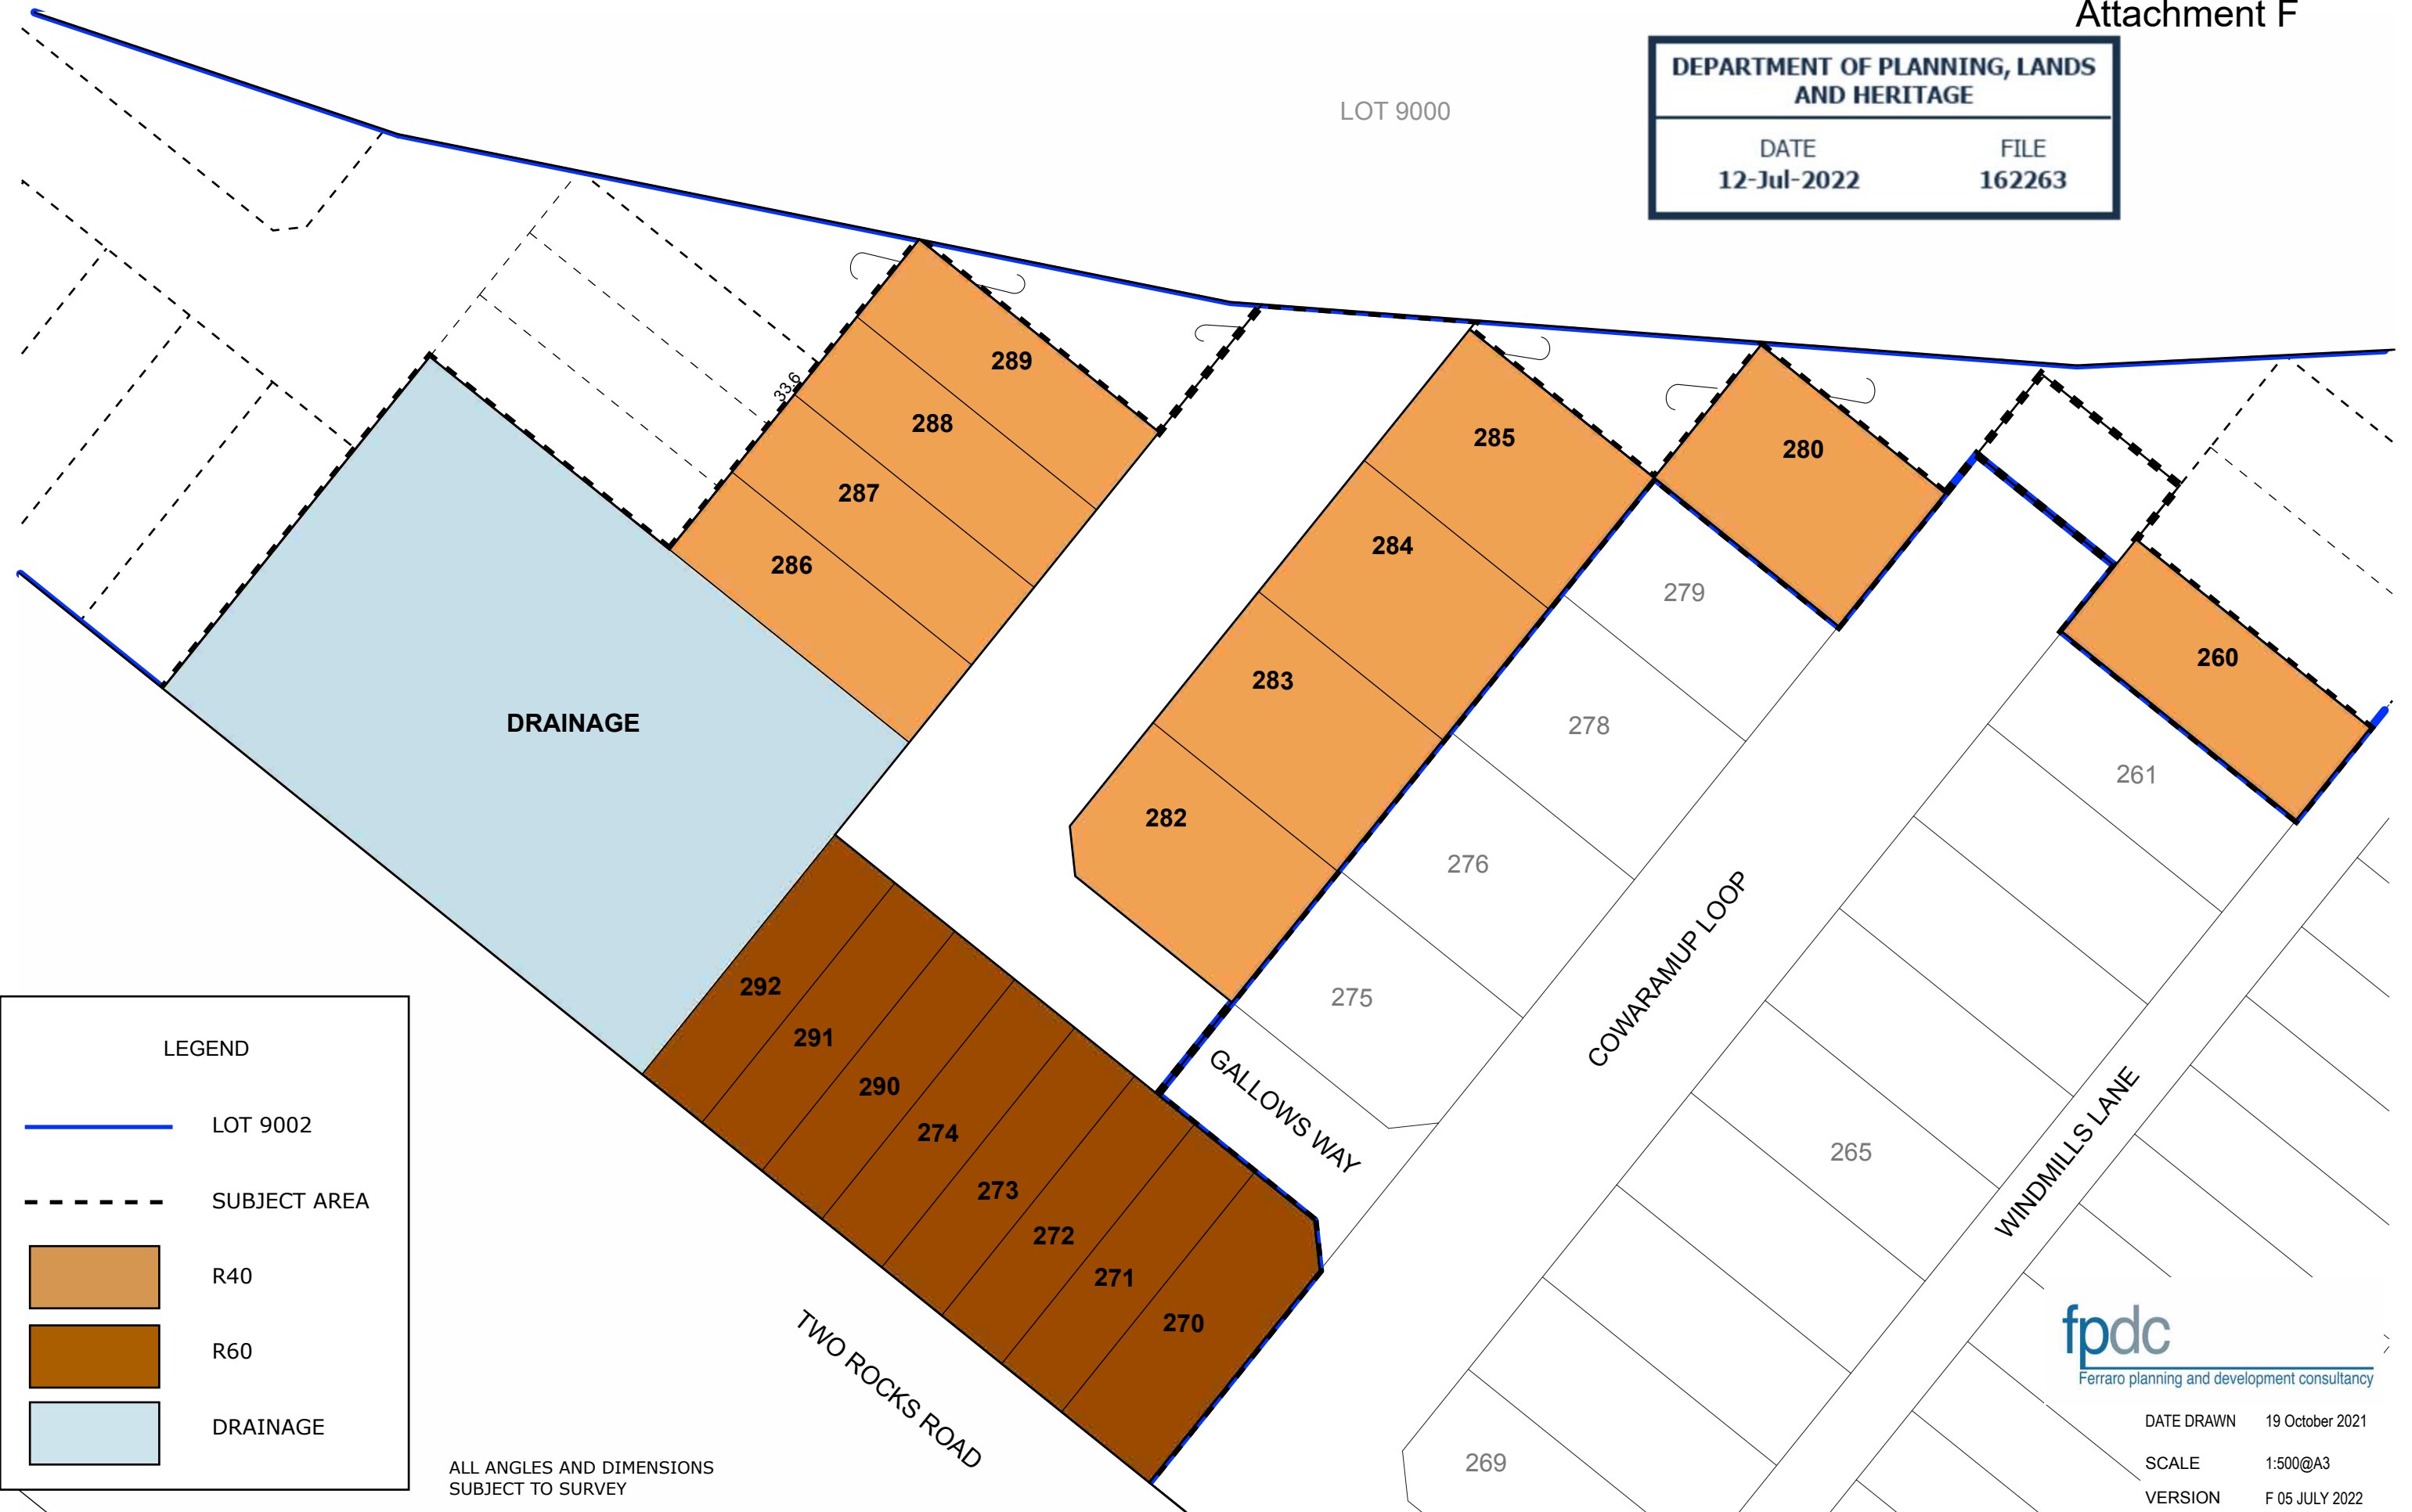 Attachment F
DEPARTMENT OF PLANNING, LANDS
AND HERITAGE
DATE FILE
12-Jul-2022 162263
LOT 9000
289
33.6
288
285
280
287
284
286
279
260
283
DRAINAGE
278
261
282
276
COWARAMUP LOOP
292
275
291
GALLOWS WAY
290
274
WINDMILLS LANE
265
273
272
271
270
TWO ROCKS ROAD
269
LEGEND
LOT 9002
SUBJECT AREA
R40
R60
DRAINAGE
ALL ANGLES AND DIMENSIONS
SUBJECT TO SURVEY
fpdc
Ferraro planning and development consultancy
DATE DRAWN 19 October 2021
SCALE 1:500@A3
VERSION F 05 JULY 2022